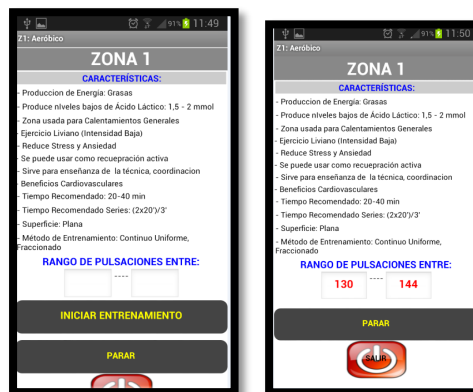 91% 11:49
Z1: Aeróbico
ZONA 1
CARACTERÍSTICAS:
- Produccion de Energía: Grasas
- Produce nIveles bajos de Ácido Láctico: 1,5 - 2 mmol
- Zona usada para Calentamientos Generales
- Ejercicio Liviano (Intensidad Baja)
- Reduce Stress y Ansiedad
- Se puede usar como recuepración activa
- Sirve para enseñanza de la técnica, coordinacion
- Beneficios Cardiovasculares
- Tiempo Recomendado: 20-40 min
- Tiempo Recomendado Series: (2x20')/3'
- Superficie: Plana
- Método de Entrenamiento: Continuo Uniforme,
Fraccionado
RANGO DE PULSACIONES ENTRE:
----
INICIAR ENTRENAMIENTO
PARAR
91% 11:50
Z1: Aeróbico
ZONA 1
CARACTERÍSTICAS:
- Produccion de Energía: Grasas
- Produce nIveles bajos de Ácido Láctico: 1,5 - 2 mmol
- Zona usada para Calentamientos Generales
- Ejercicio Liviano (Intensidad Baja)
- Reduce Stress y Ansiedad
- Se puede usar como recuepración activa
- Sirve para enseñanza de la técnica, coordinacion
- Beneficios Cardiovasculares
- Tiempo Recomendado: 20-40 min
- Tiempo Recomendado Series: (2x20')/3'
- Superficie: Plana
- Método de Entrenamiento: Continuo Uniforme,
Fraccionado
RANGO DE PULSACIONES ENTRE:
130 ---- 144
PARAR
SALIR